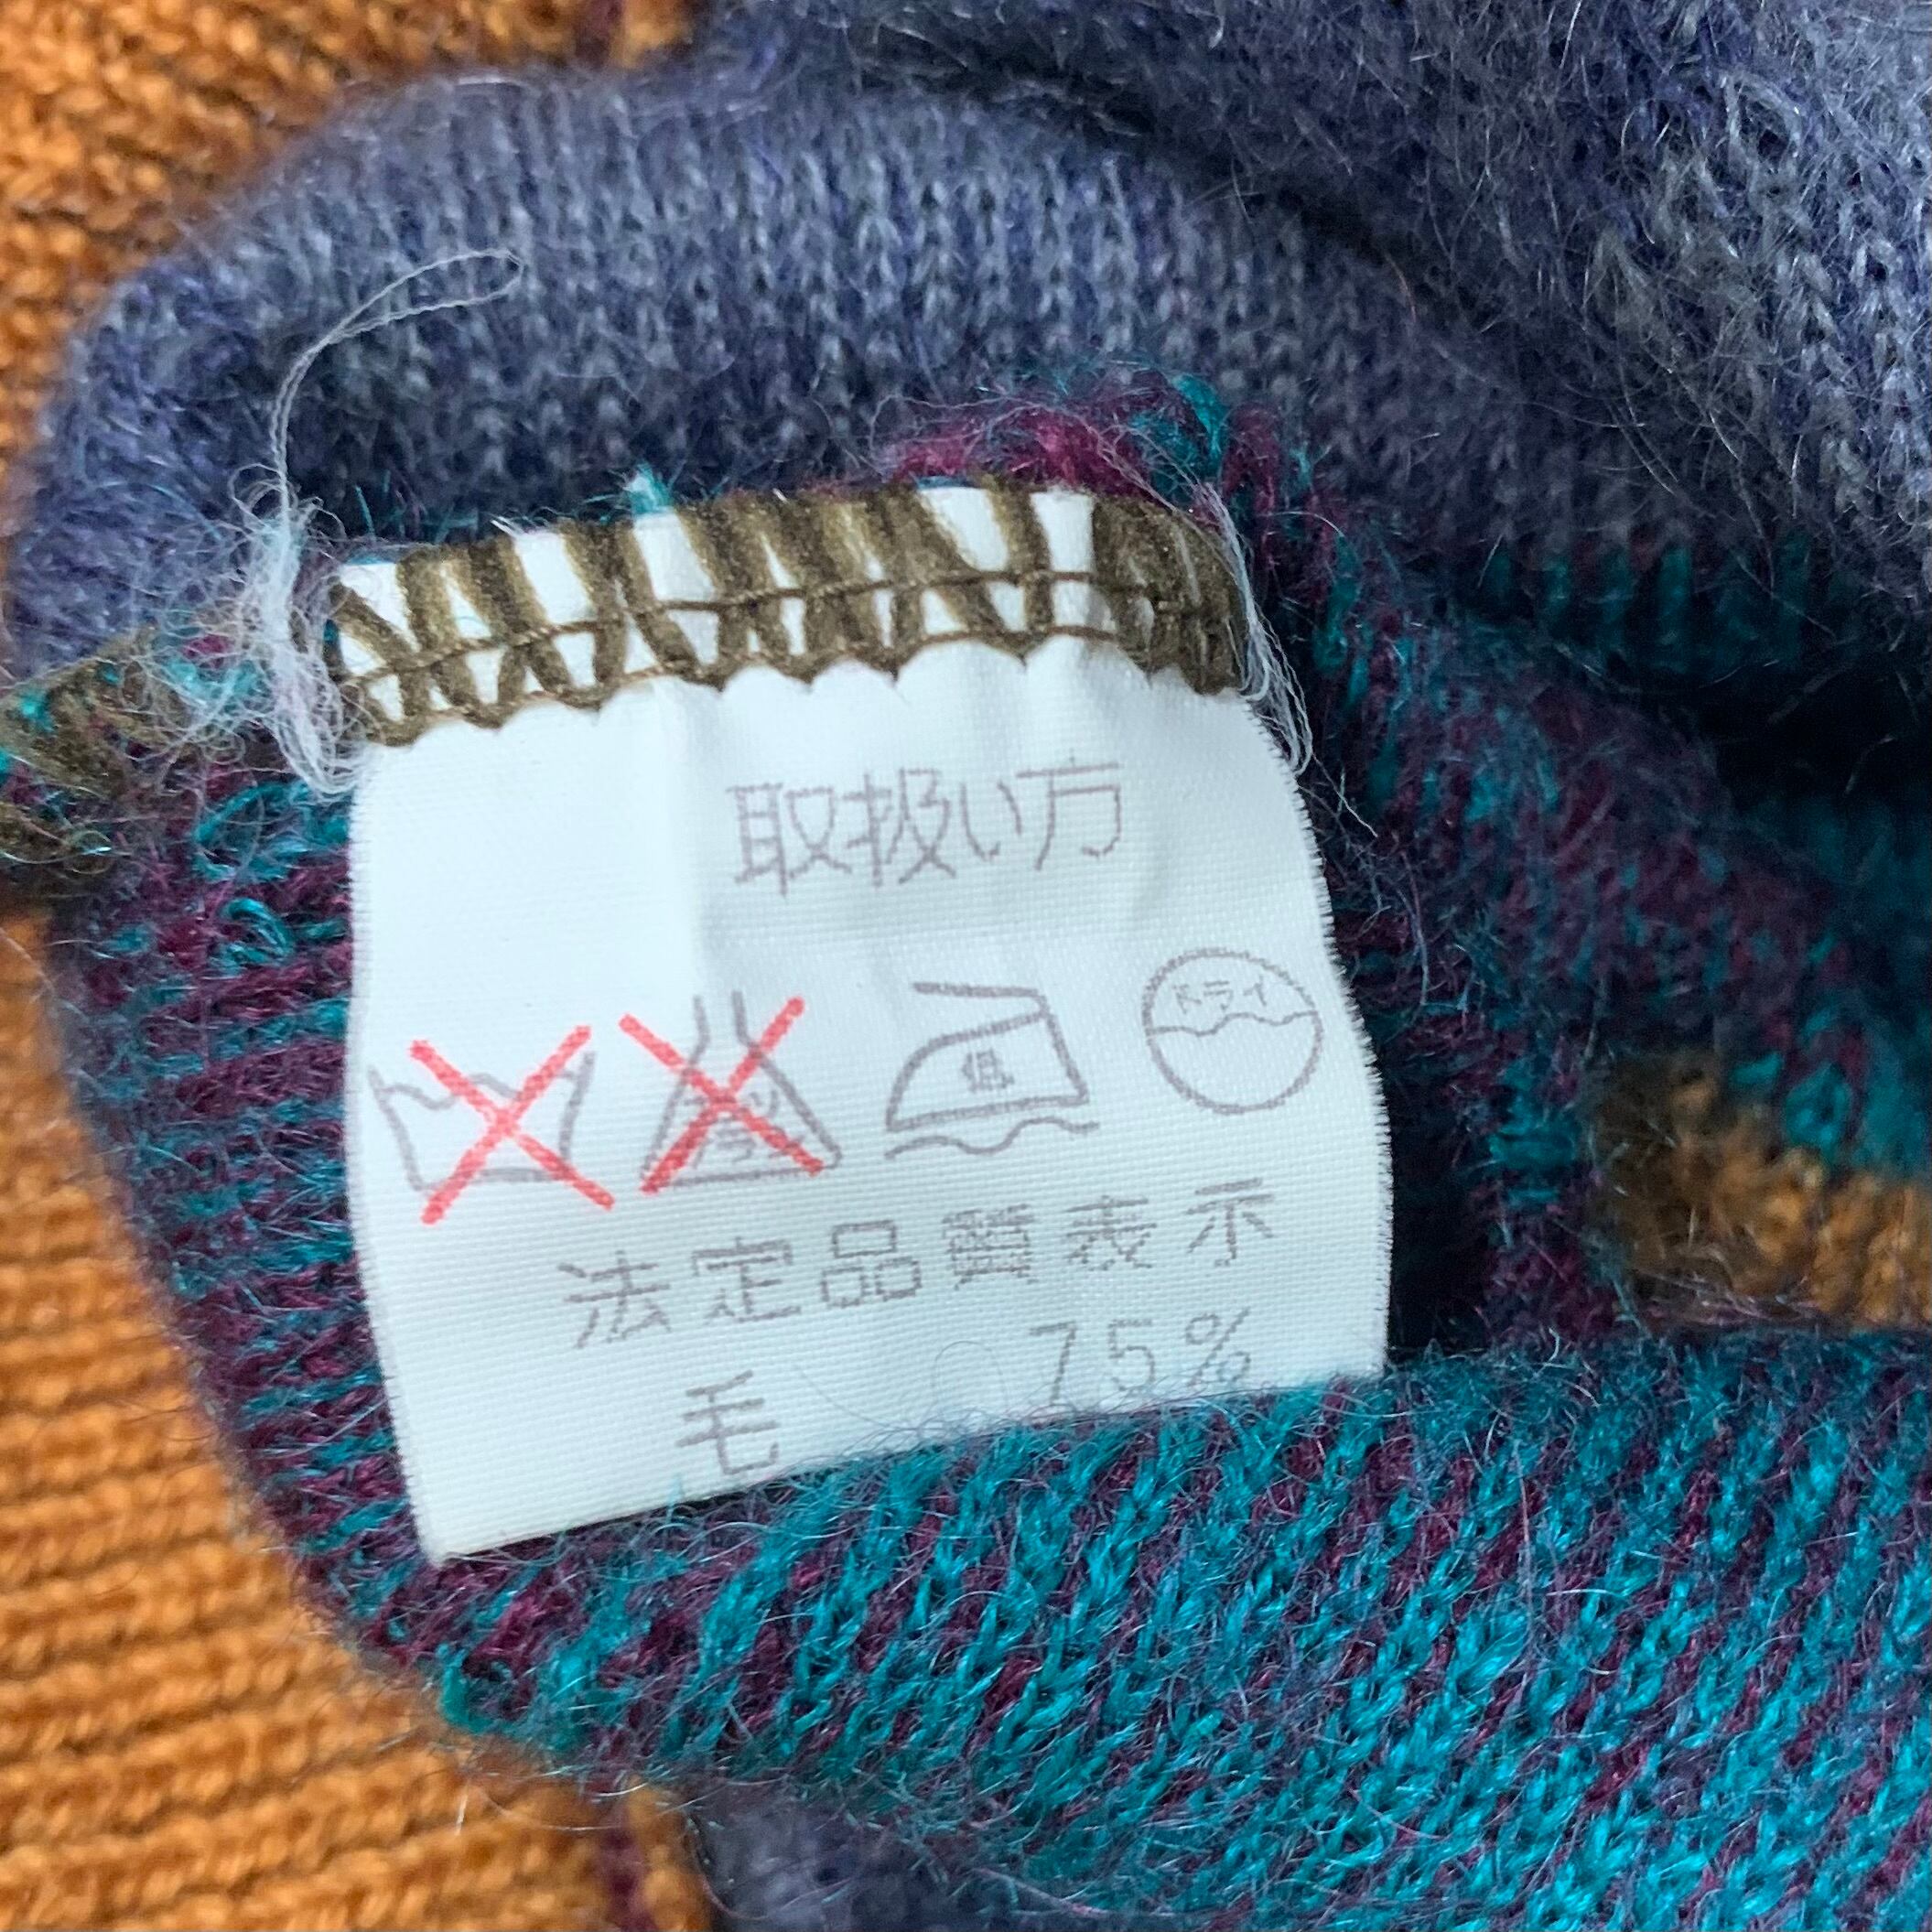 取扱い方
低 ドライ
法定品質表示
毛 75%